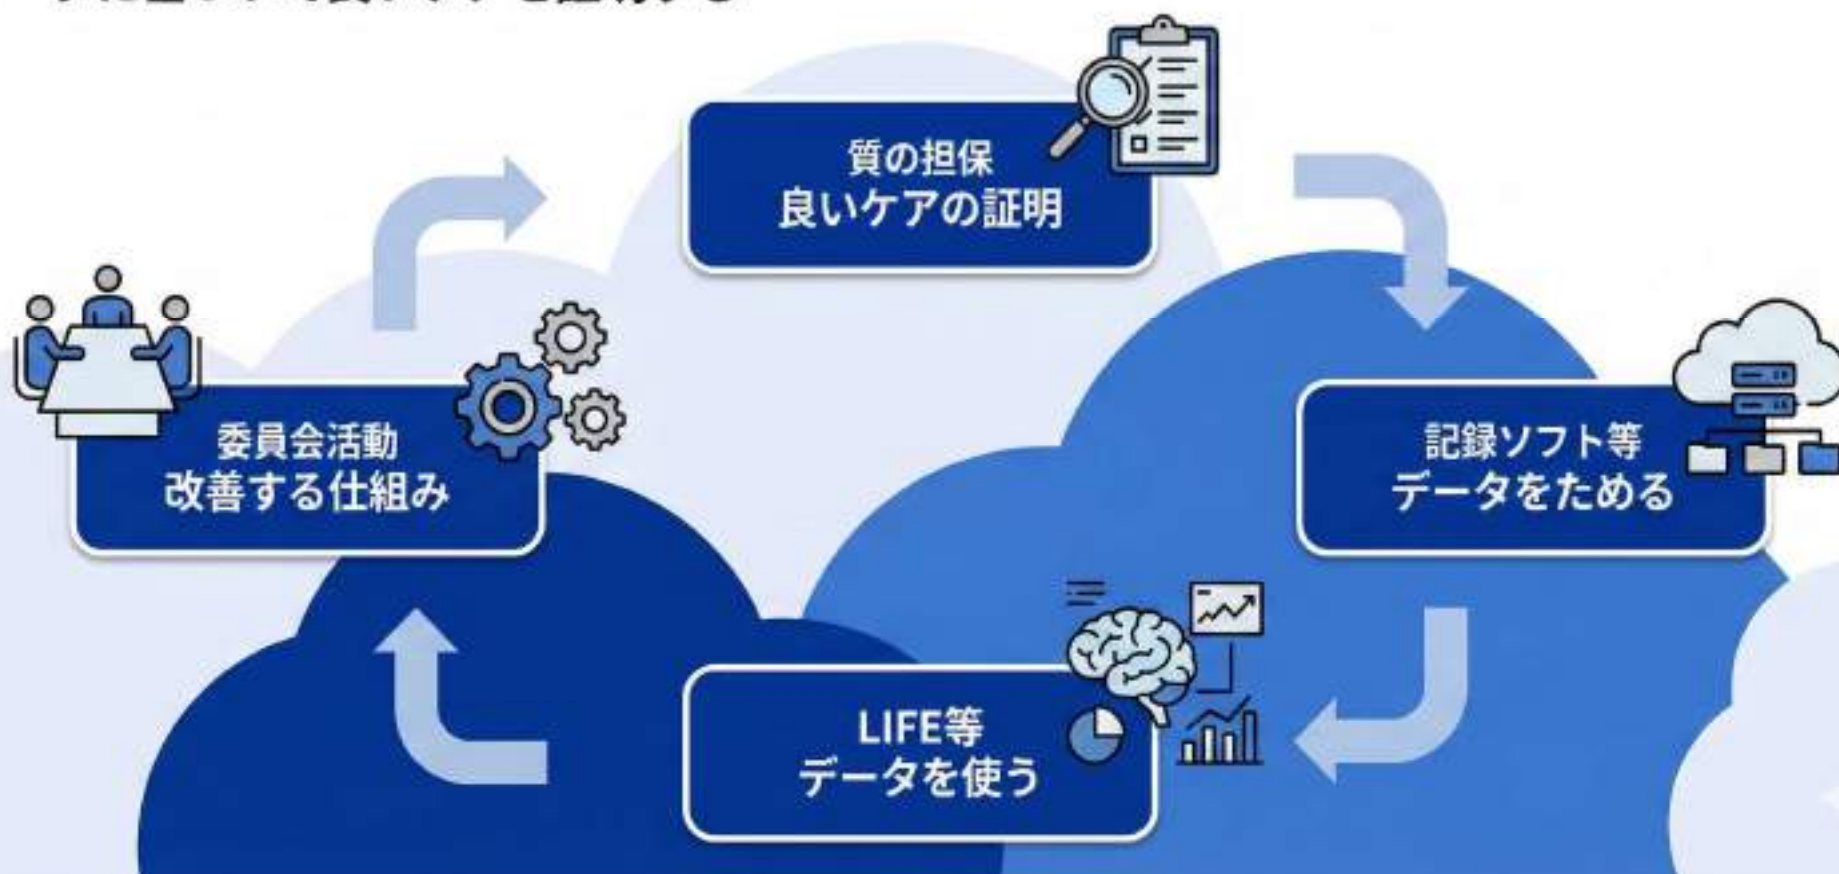 質の担保
良いケアの証明
委員会活動
改善する仕組み
記録ソフト等
データをためる
LIFE等
データを使う